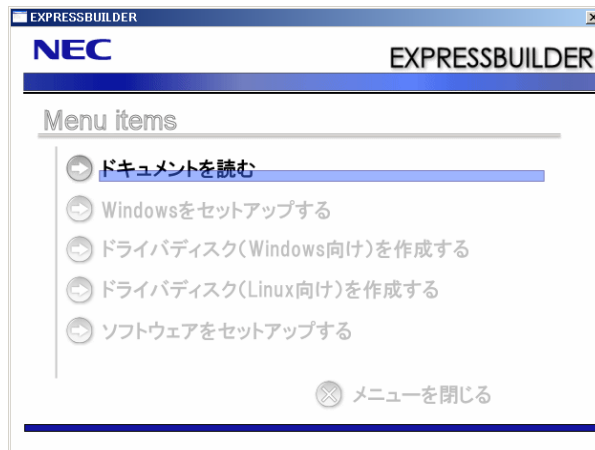 EXPRESSBUILDER
NEC
EXPRESSBUILDER
Menu items
ドキュメントを読む
Windowsをセットアップする
ドライバディスク(Windows向け)を作成する
ドライバディスク(Linux向け)を作成する
ソフトウェアをセットアップする
メニューを閉じる